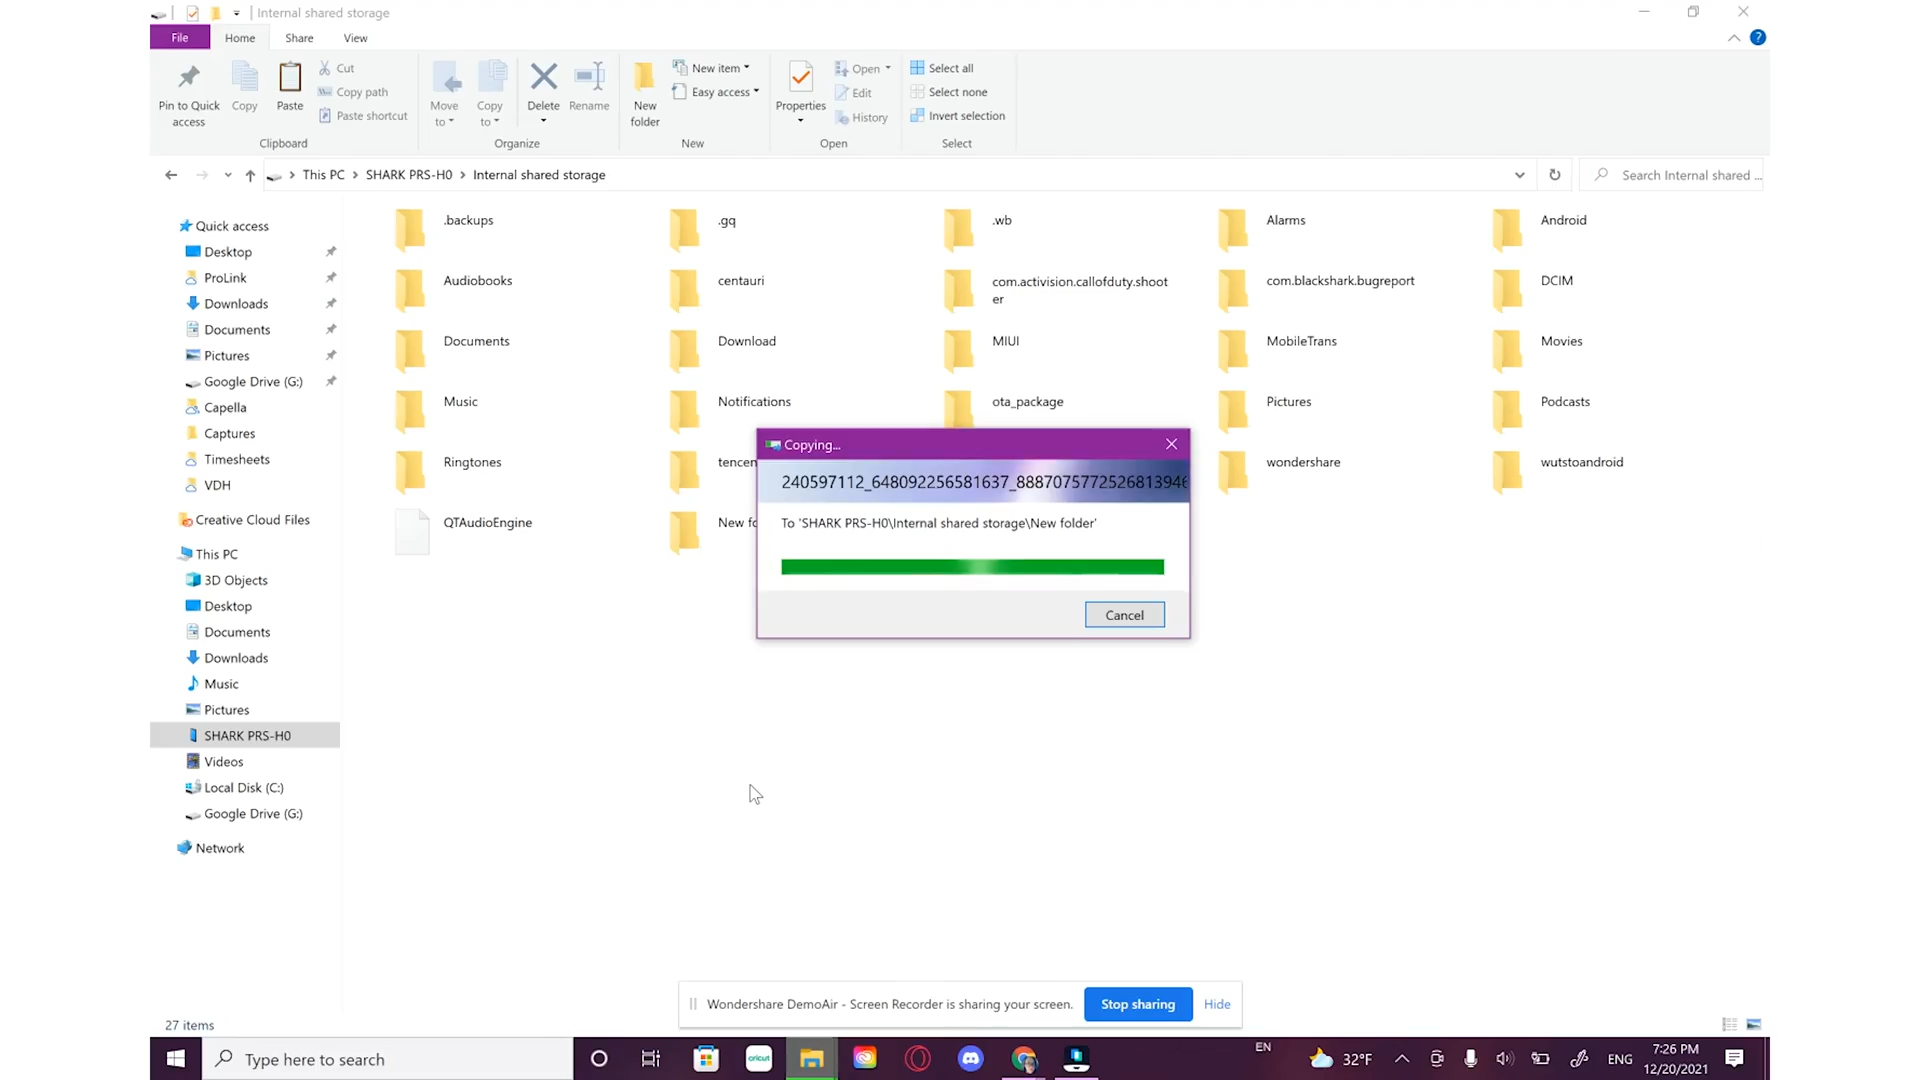 Internal shared storage
File
Home
Share
View
Pin to Quick
access
Copy
Paste
Cut
Copy path
Paste shortcut
Clipboard
Move
to
Copy
to
Delete
Rename
Organize
New
folder
New item
Easy access
New
Properties
Open
Edit
History
Open
Select all
Select none
Invert selection
Select
This PC
SHARK PRS-H0
Internal shared storage
Search Internal shared ...
Quick access
Desktop
ProLink
Downloads
Documents
Pictures
Google Drive (G:)
Capella
Captures
Timesheets
VDH
Creative Cloud Files
This PC
3D Objects
Desktop
Documents
Downloads
Music
Pictures
SHARK PRS-H0
Videos
Local Disk (C:)
Google Drive (G:)
Network
.backups
.gq
.wb
Alarms
Android
Audiobooks
centauri
com.activision.callofduty.shoot
er
com.blackshark.bugreport
DCIM
Documents
Download
MIUI
MobileTrans
Movies
Music
Notifications
ota_package
Pictures
Podcasts
Ringtones
tencen
wondershare
wutstoandroid
QTAudioEngine
New fo
Copying...
240597112_648092256581637_8887075772526813946
To 'SHARK PRS-H0\Internal shared storage\New folder'
Cancel
Wondershare DemoAir - Screen Recorder is sharing your screen.
Stop sharing
Hide
27 items
Type here to search
cricut
EN
32°F
ENG
7:26 PM
12/20/2021